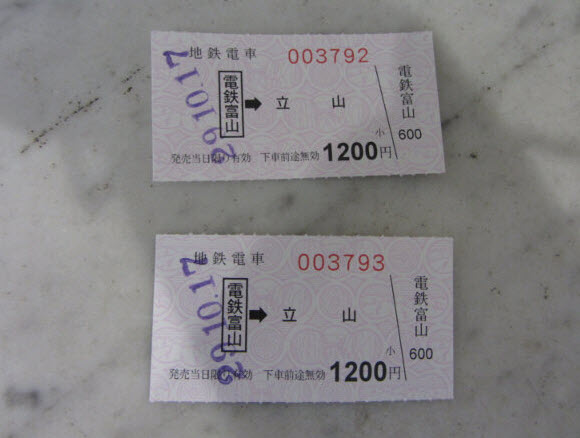 地鉄電車 003792
電鉄富山 ➡ 立山
29.10.17
発売当日限り有効 下車前途無効 1200円
電鉄富山
小 600
地鉄電車 003793
電鉄富山 ➡ 立山
29.10.17
発売当日限り有効 下車前途無効 1200円
電鉄富山
小 600